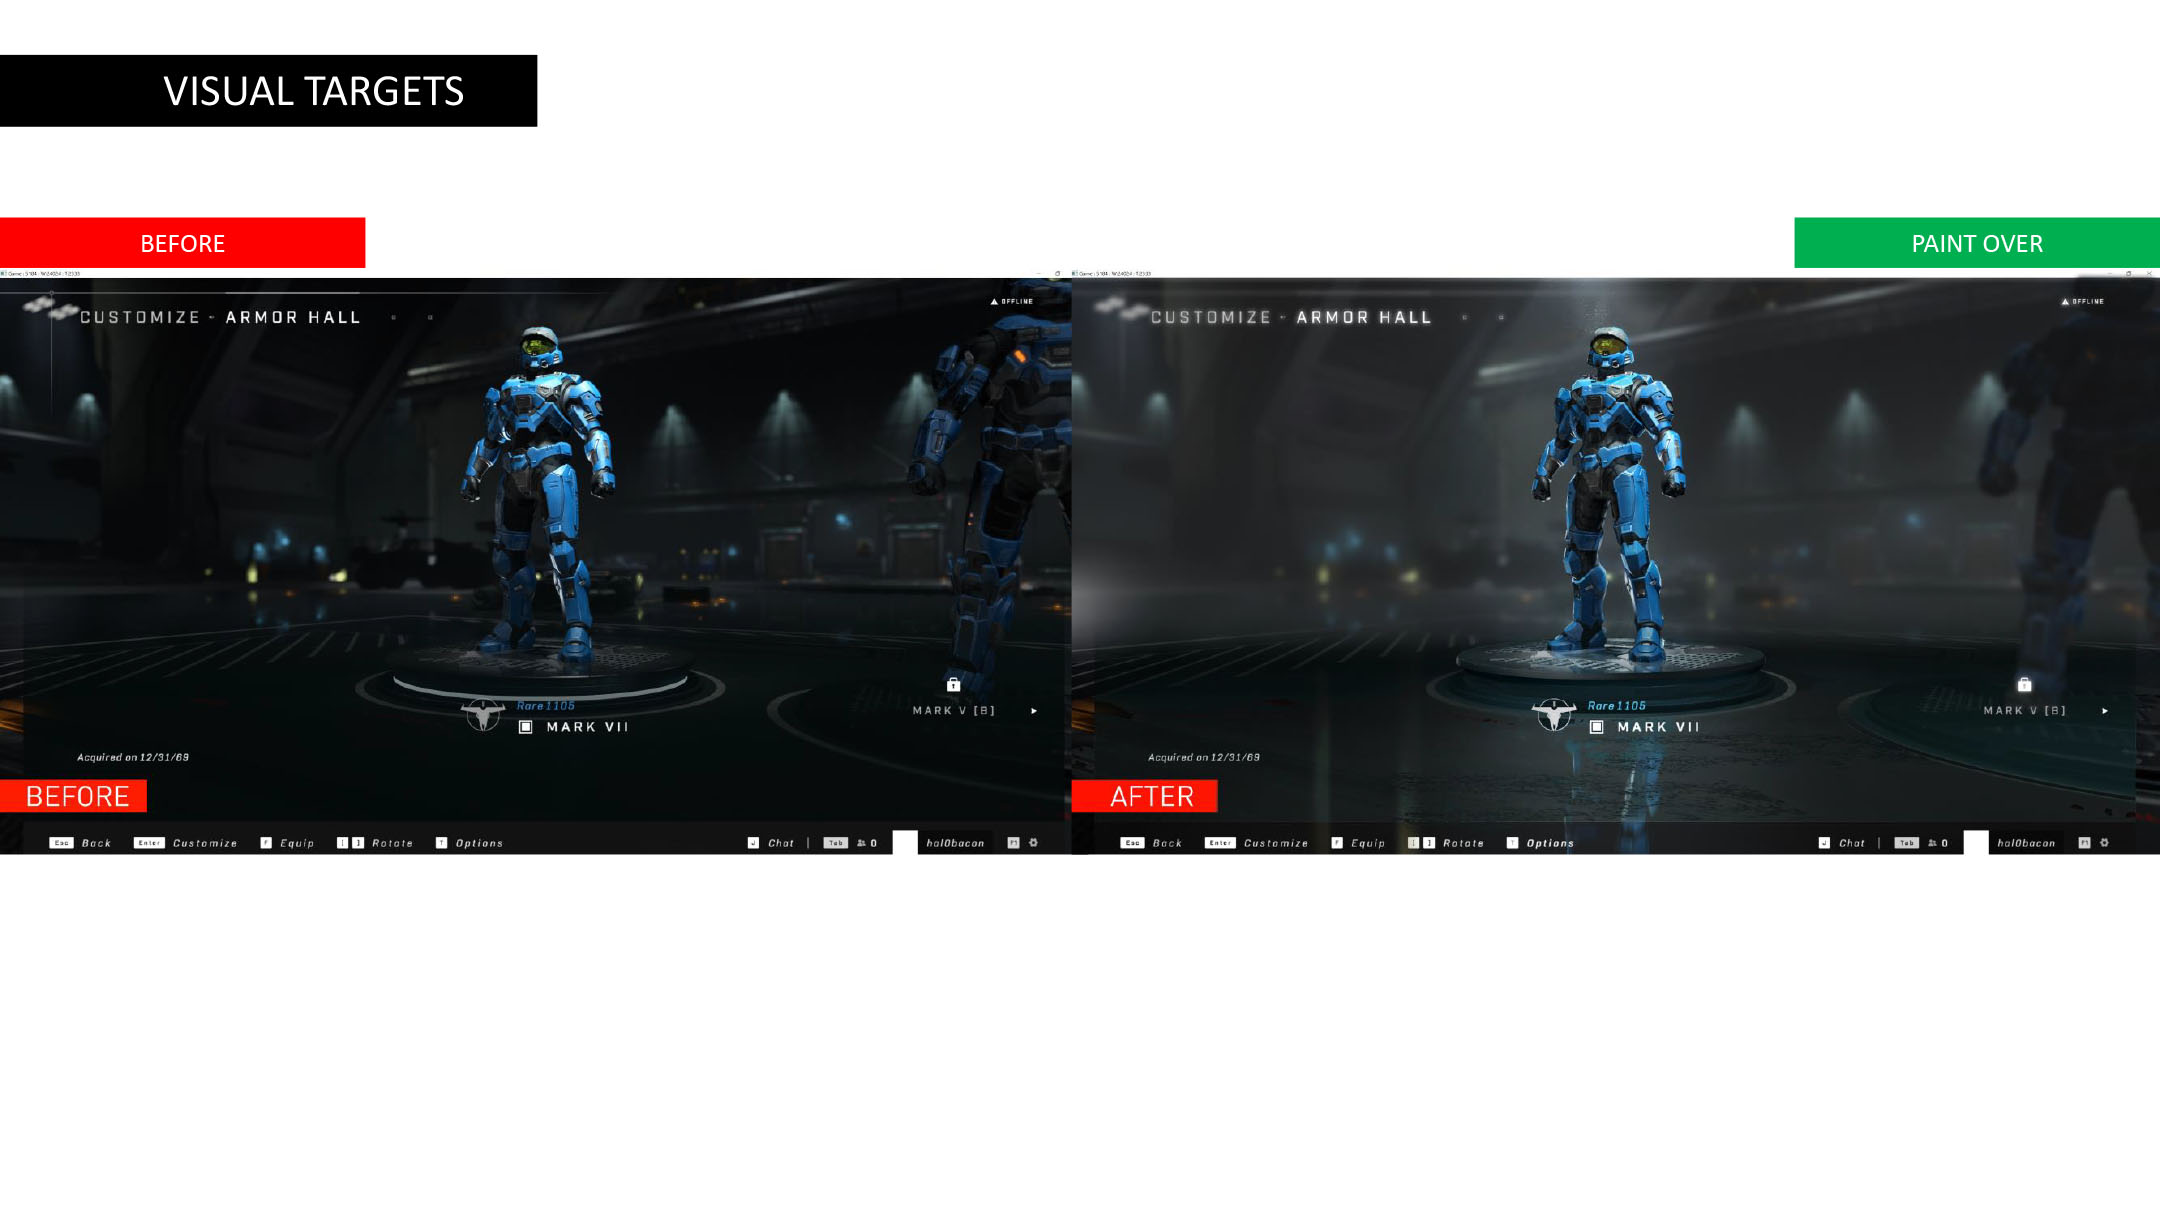 VISUAL TARGETS
BEFORE
PAINT OVER
CUSTOMIZE - ARMOR HALL
OFFLINE
Rare 1105
MARK VII
MARK V [B]
Acquired on 12/31/69
BEFORE
Esc Back Enter Customize F Equip [ ] Rotate T Options
Chat | Tab 0 hal0bacon F1
CUSTOMIZE - ARMOR HALL
OFFLINE
Rare 1105
MARK VII
MARK V [B]
Acquired on 12/31/69
AFTER
Esc Back Enter Customize F Equip [ ] Rotate T Options
Chat | Tab 0 hal0bacon F1